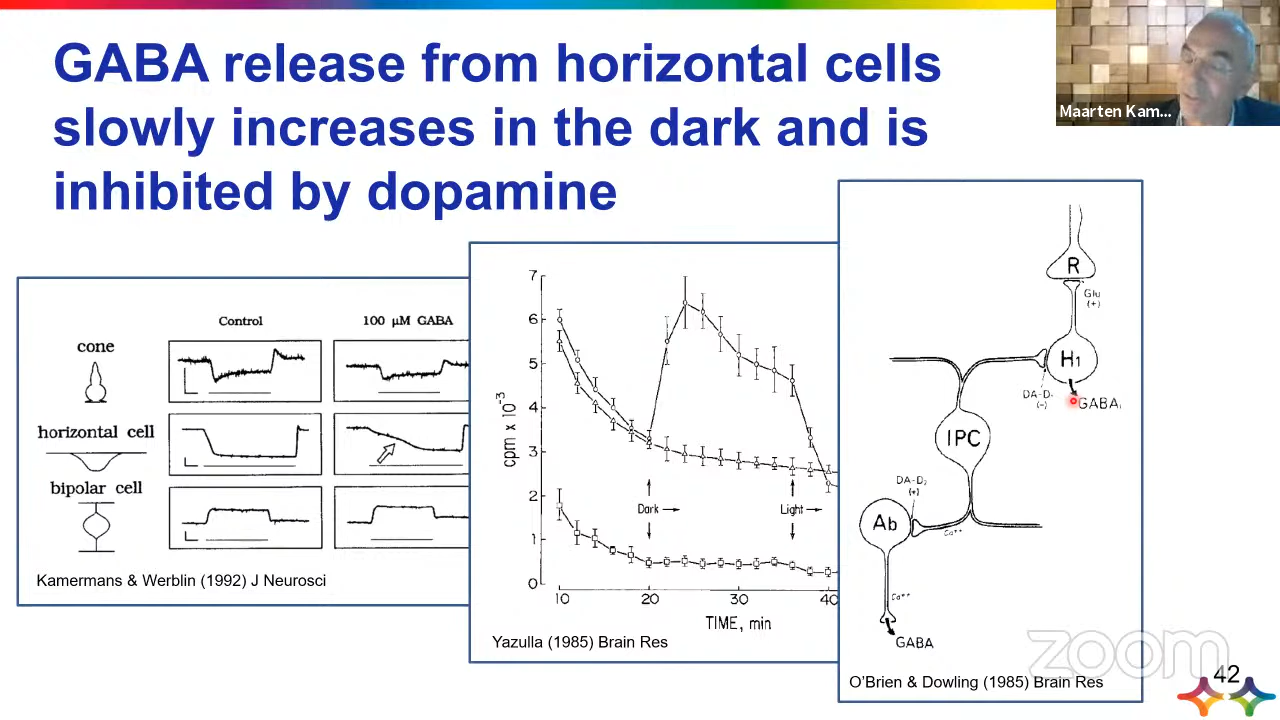 GABA release from horizontal cells
slowly increases in the dark and is
inhibited by dopamine
Maarten Kam...
Control
100 μM GABA
cone
horizontal cell
bipolar cell
Kamermans & Werblin (1992) J Neurosci
7
6
5
4
3
2
1
0
cpm x 10⁻³
Dark →
Light →
10
20
30
40
TIME, min
Yazulla (1985) Brain Res
R
Glu
(+)
H1
DA-D₁
(-)
GABA
IPC
DA-D₂
(+)
Ab
Ca⁺⁺
Ca⁺⁺
GABA
O'Brien & Dowling (1985) Brain Res
zoom
42